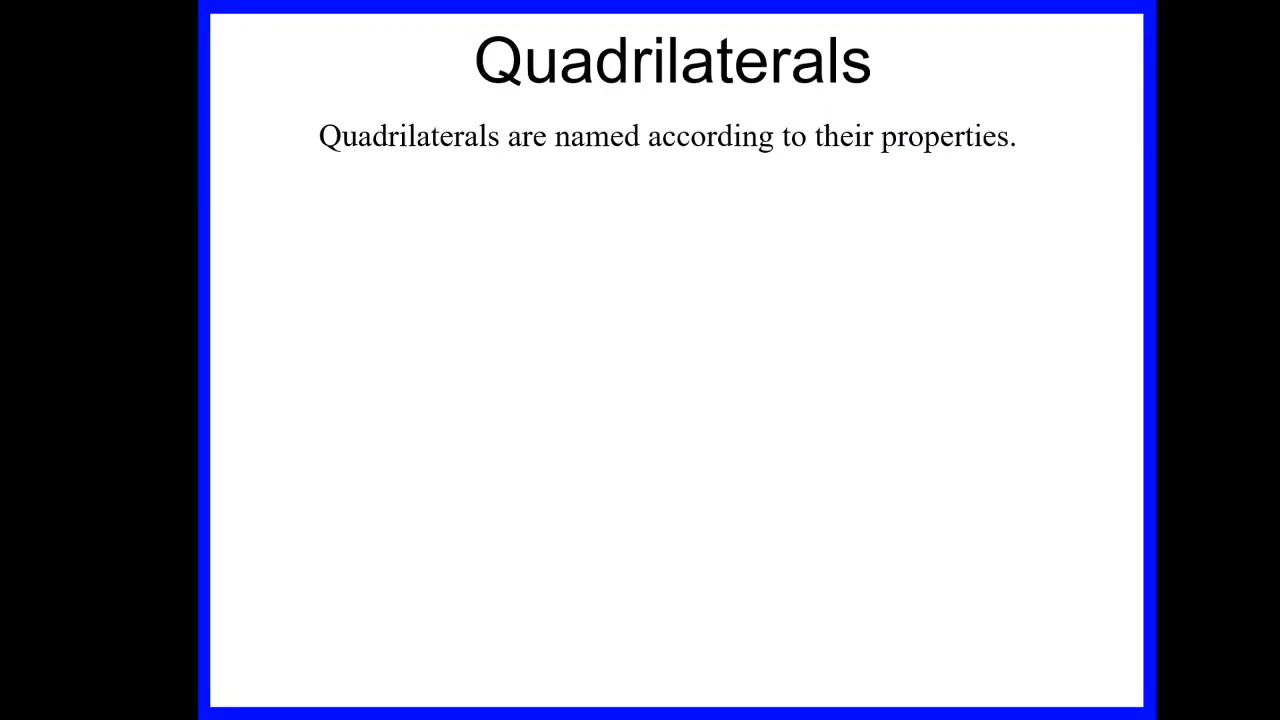 Quadrilaterals
Quadrilaterals are named according to their properties.